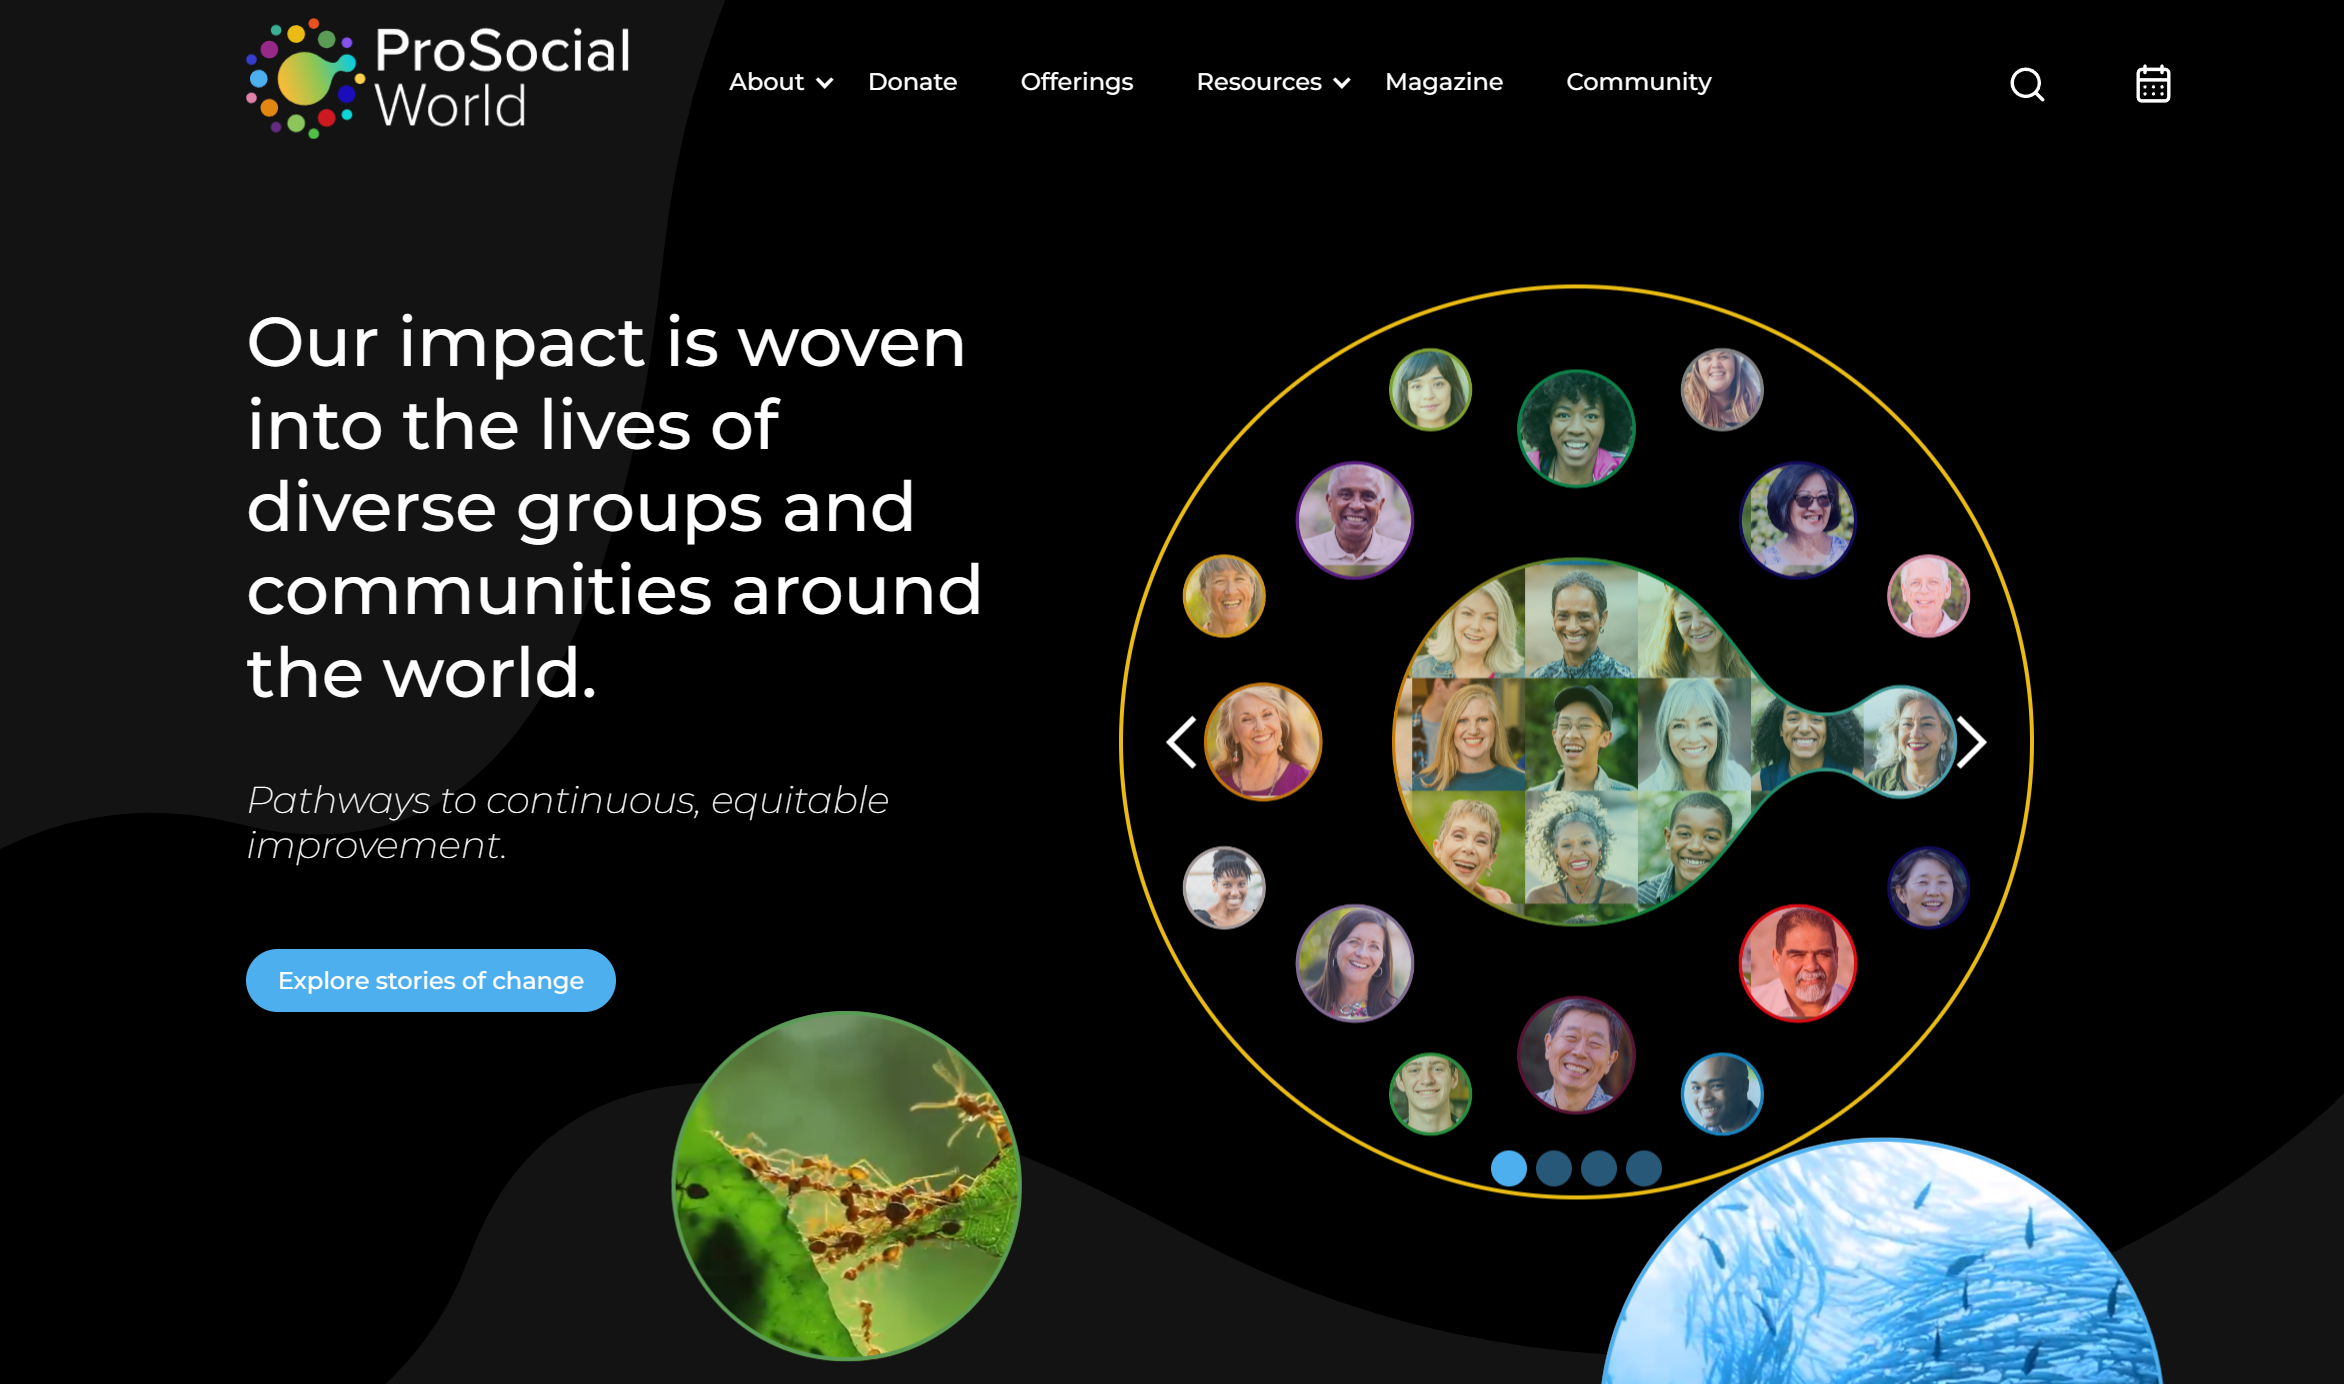 ProSocial
World
About
Donate
Offerings
Resources
Magazine
Community
Our impact is woven
into the lives of
diverse groups and
communities around
the world.
Pathways to continuous, equitable
improvement.
Explore stories of change